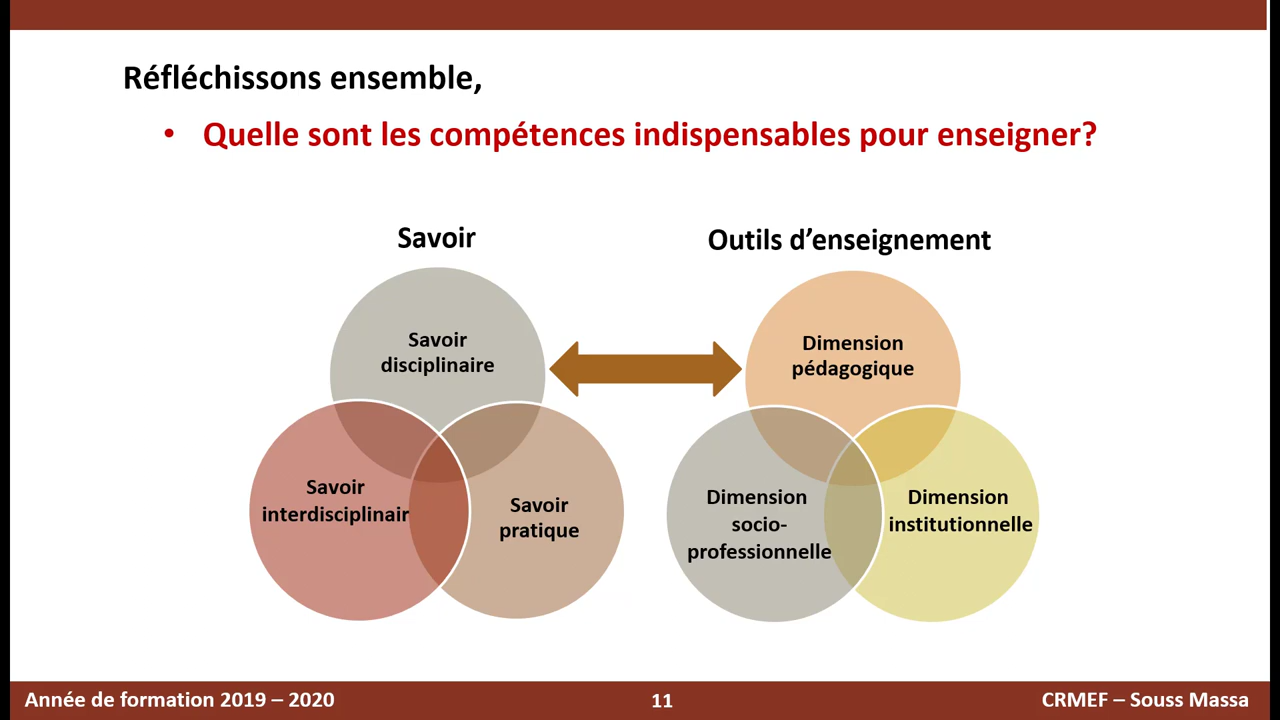 Réfléchissons ensemble,
• Quelle sont les compétences indispensables pour enseigner?
Savoir
Savoir
disciplinaire
Savoir
interdisciplinair
Savoir
pratique
Outils d’enseignement
Dimension
pédagogique
Dimension
socio-
professionnelle
Dimension
institutionnelle
Année de formation 2019 – 2020
11
CRMEF – Souss Massa